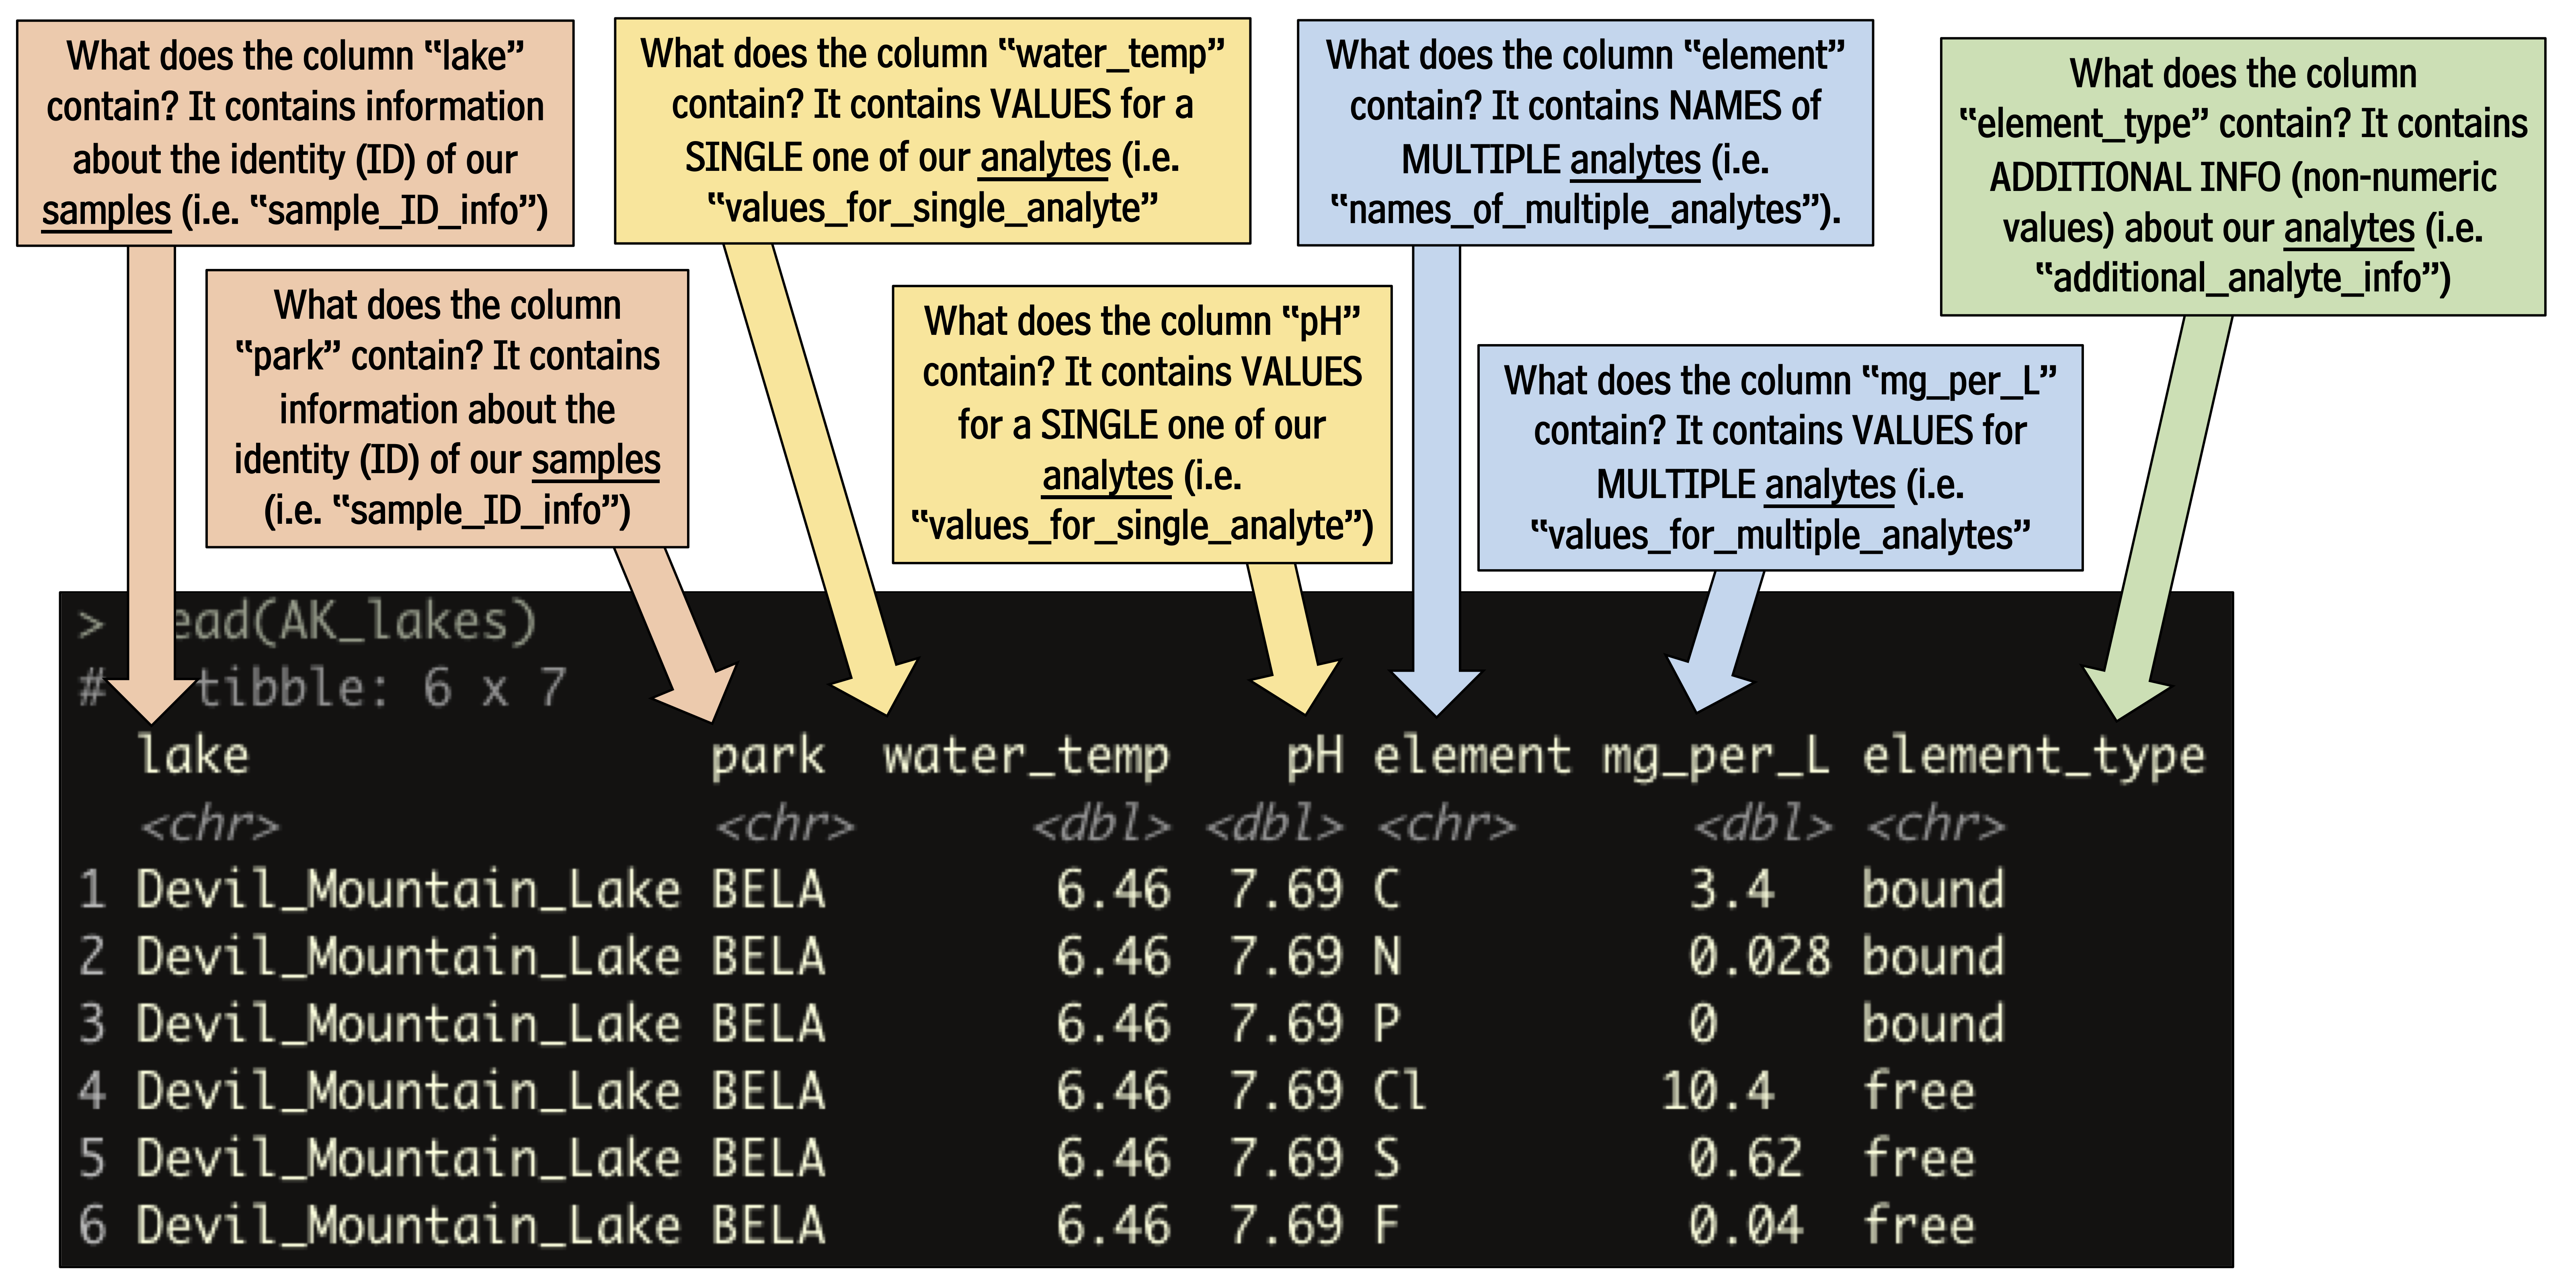 What does the column “lake”
contain? It contains information
about the identity (ID) of our
samples (i.e. “sample_ID_info”)
What does the column
“park” contain? It contains
information about the
identity (ID) of our samples
(i.e. “sample_ID_info”)
What does the column “water_temp”
contain? It contains VALUES for a
SINGLE one of our analytes (i.e.
“values_for_single_analyte”
What does the column “pH”
contain? It contains VALUES
for a SINGLE one of our
analytes (i.e.
“values_for_single_analyte”)
What does the column “element”
contain? It contains NAMES of
MULTIPLE analytes (i.e.
“names_of_multiple_analytes”).
What does the column “mg_per_L”
contain? It contains VALUES for
MULTIPLE analytes (i.e.
“values_for_multiple_analytes”
What does the column
“element_type” contain? It contains
ADDITIONAL INFO (non-numeric
values) about our analytes (i.e.
“additional_analyte_info”)
> ead(AK_lakes)
# tibble: 6 x 7
lake park water_temp pH element mg_per_L element_type
<chr> <chr> <dbl> <dbl> <chr> <dbl> <chr>
1 Devil_Mountain_Lake BELA 6.46 7.69 C 3.4 bound
2 Devil_Mountain_Lake BELA 6.46 7.69 N 0.028 bound
3 Devil_Mountain_Lake BELA 6.46 7.69 P 0 bound
4 Devil_Mountain_Lake BELA 6.46 7.69 Cl 10.4 free
5 Devil_Mountain_Lake BELA 6.46 7.69 S 0.62 free
6 Devil_Mountain_Lake BELA 6.46 7.69 F 0.04 free